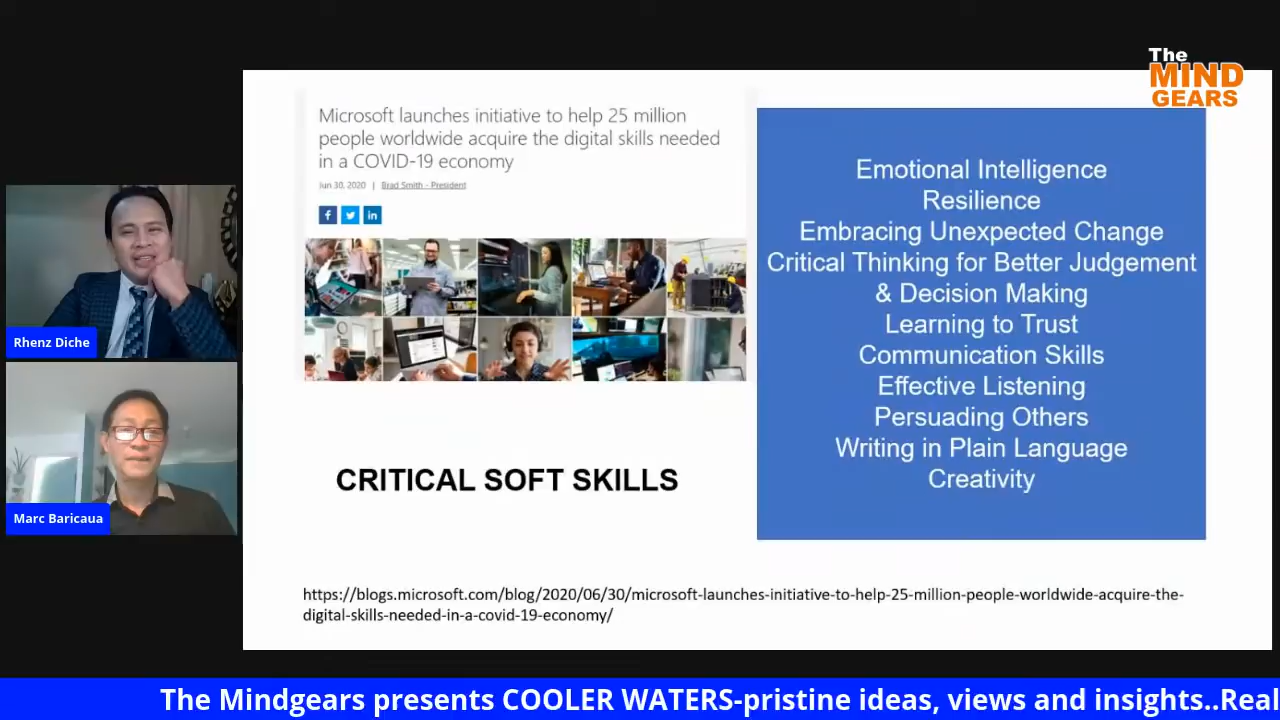 The
MIND
GEARS
Microsoft launches initiative to help 25 million
people worldwide acquire the digital skills needed
in a COVID-19 economy
Jun 30, 2020 | Brad Smith - President
Emotional Intelligence
Resilience
Embracing Unexpected Change
Critical Thinking for Better Judgement
& Decision Making
Learning to Trust
Communication Skills
Effective Listening
Persuading Others
Writing in Plain Language
Creativity
Rhenz Diche
Marc Baricaua
CRITICAL SOFT SKILLS
https://blogs.microsoft.com/blog/2020/06/30/microsoft-launches-initiative-to-help-25-million-people-worldwide-acquire-the-
digital-skills-needed-in-a-covid-19-economy/
The Mindgears presents COOLER WATERS-pristine ideas, views and insights..Real